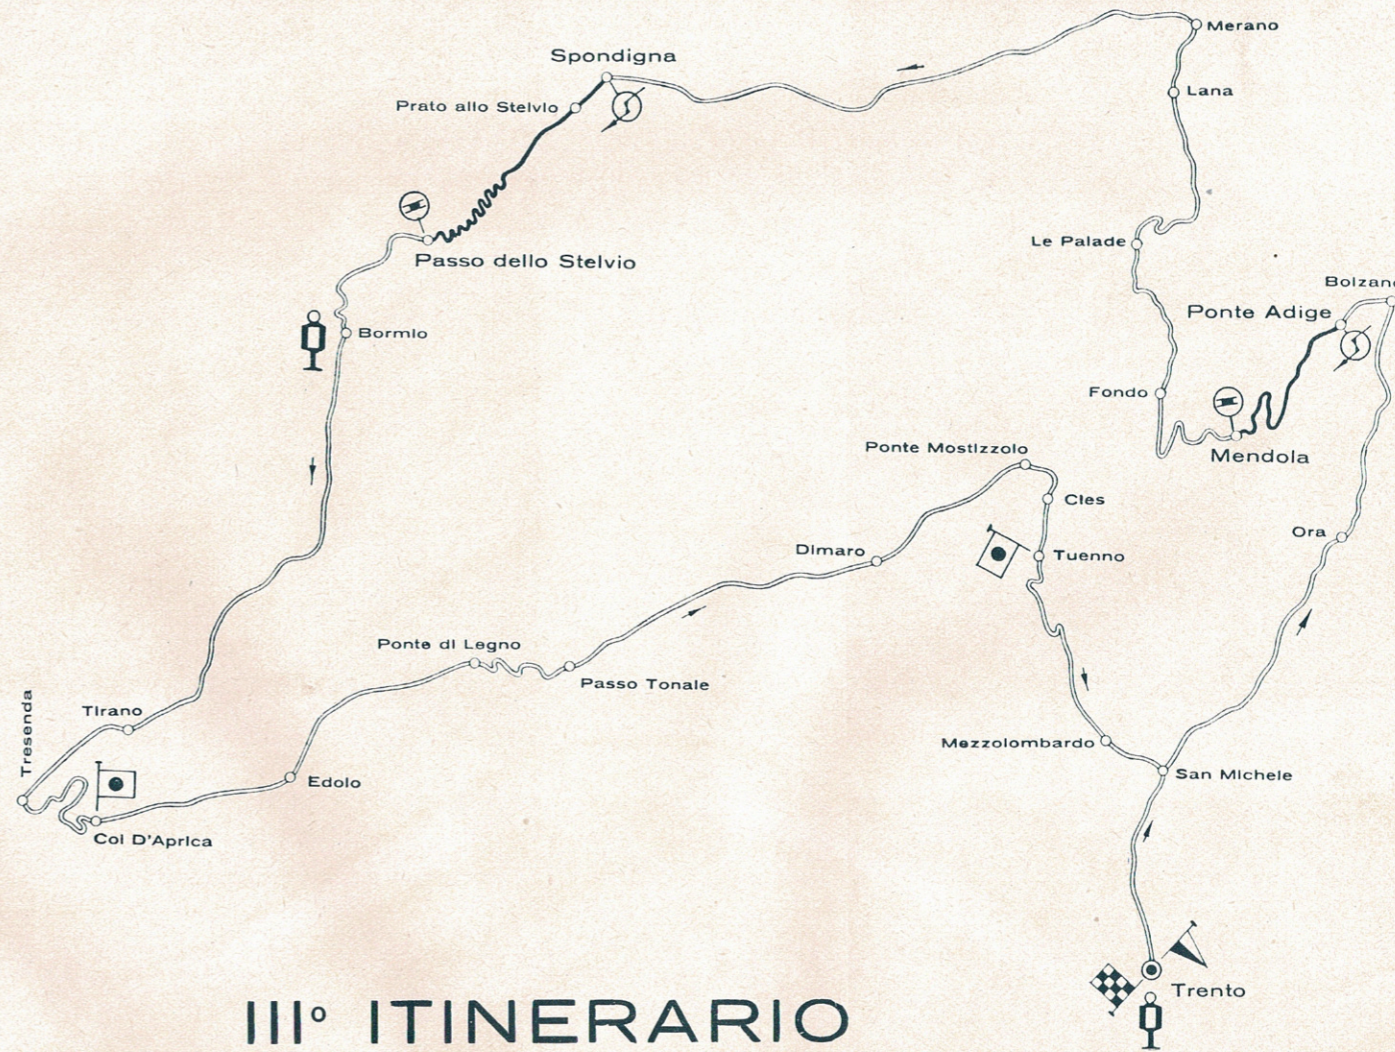 Merano
Spondigna
Lana
Prato allo Stelvio
Le Palade
Passo dello Stelvio
Bolzano
Ponte Adige
Bormio
Fondo
Ponte Mostizzolo
Mendola
Cles
Ora
Dimaro
Tuenno
Ponte di Legno
Passo Tonale
Tresenda
Tirano
Mezzolombardo
San Michele
Edolo
Col D'Aprica
Trento
IIIº ITINERARIO